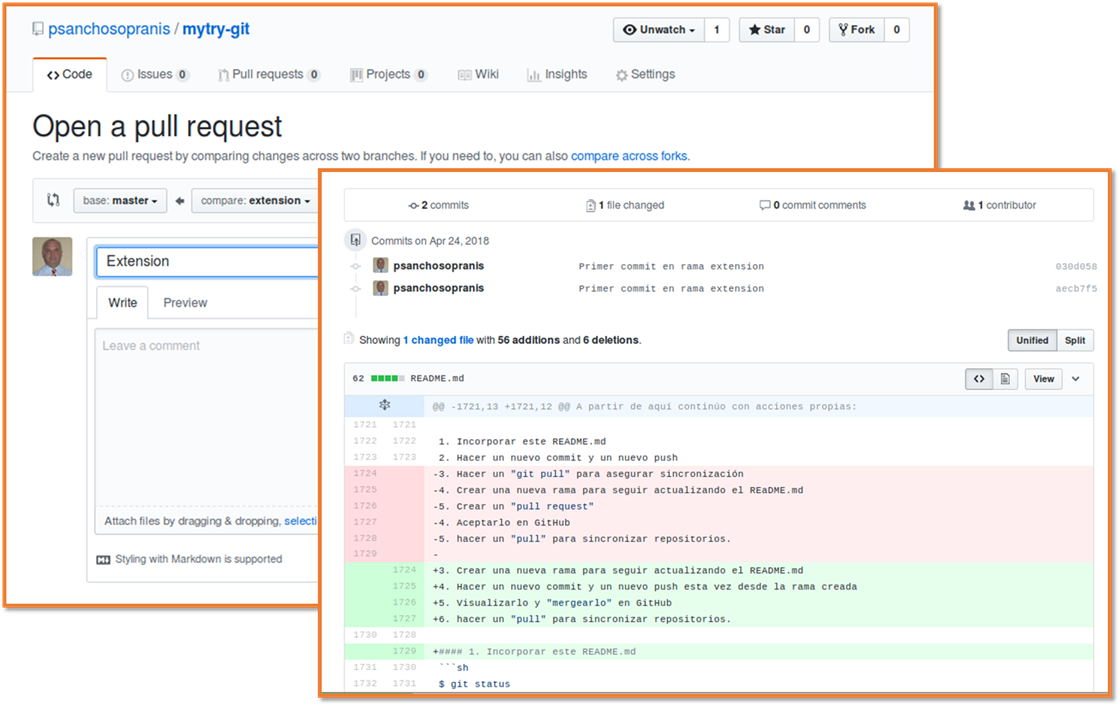 psanchosopranis / mytry-git
Unwatch 1 Star 0 Fork 0
Code Issues 0 Pull requests 0 Projects 0 Wiki Insights Settings
Open a pull request
Create a new pull request by comparing changes across two branches. If you need to, you can also compare across forks.
base: master compare: extension
Extension
Write Preview
Leave a comment
Attach files by dragging & dropping, selecti
Styling with Markdown is supported
2 commits 1 file changed 0 commit comments 1 contributor
Commits on Apr 24, 2018
psanchosopranis Primer commit en rama extension 030d058
psanchosopranis Primer commit en rama extension aecb7f5
Showing 1 changed file with 56 additions and 6 deletions.
Unified Split
62 README.md <> View
@@ -1721,13 +1721,12 @@ A partir de aquí continúo con acciones propias:
1721 1721
1722 1722 1. Incorporar este README.md
1723 1723 2. Hacer un nuevo commit y un nuevo push
1724 -3. Hacer un "git pull" para asegurar sincronización
1725 -4. Crear una nueva rama para seguir actualizando el REaDME.md
1726 -5. Crear un "pull request"
1727 -4. Aceptarlo en GitHub
1728 -5. hacer un "pull" para sincronizar repositorios.
1729 -
1724 +3. Crear una nueva rama para seguir actualizando el REaDME.md
1725 +4. Hacer un nuevo commit y un nuevo push esta vez desde la rama creada
1726 +5. Visualizarlo y "mergearlo" en GitHub
1727 +6. hacer un "pull" para sincronizar repositorios.
1730 1728
1729 +#### 1. Incorporar este README.md
1731 1730 ```sh
1732 1731 $ git status